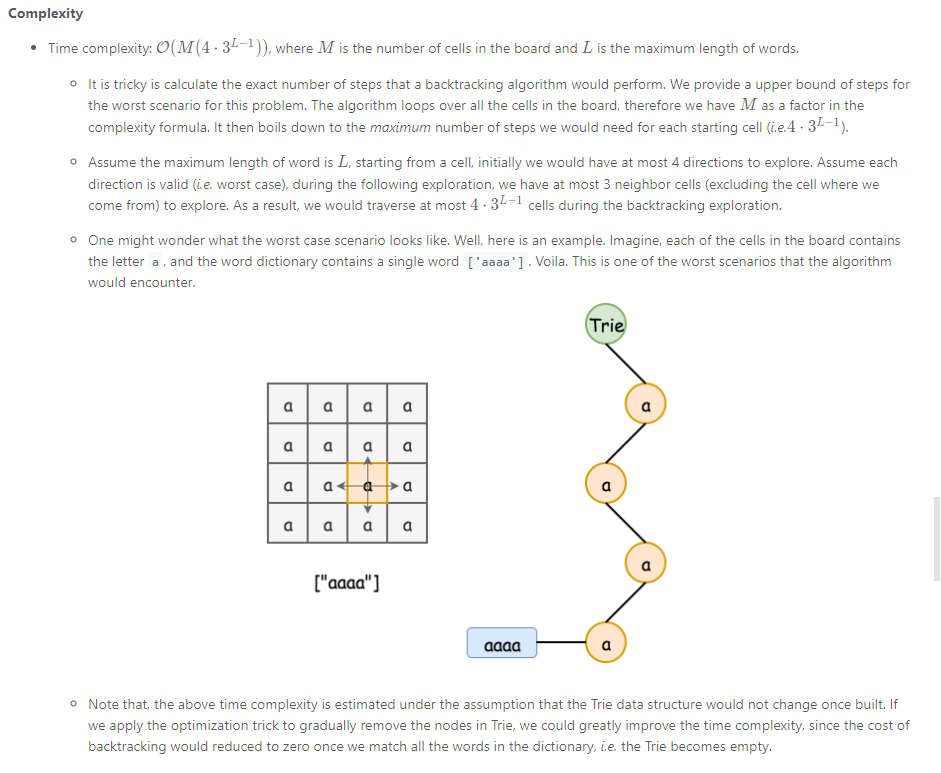 Complexity
• Time complexity: O(M(4 · 3^{L−1})), where M is the number of cells in the board and L is the maximum length of words.
◦ It is tricky is calculate the exact number of steps that a backtracking algorithm would perform. We provide a upper bound of steps for
the worst scenario for this problem. The algorithm loops over all the cells in the board, therefore we have M as a factor in the
complexity formula. It then boils down to the maximum number of steps we would need for each starting cell (i.e.4 · 3^{L−1}).
◦ Assume the maximum length of word is L, starting from a cell, initially we would have at most 4 directions to explore. Assume each
direction is valid (i.e. worst case), during the following exploration, we have at most 3 neighbor cells (excluding the cell where we
come from) to explore. As a result, we would traverse at most 4 · 3^{L−1} cells during the backtracking exploration.
◦ One might wonder what the worst case scenario looks like. Well, here is an example. Imagine, each of the cells in the board contains
the letter a, and the word dictionary contains a single word ['aaaa']. Voila. This is one of the worst scenarios that the algorithm
would encounter.
Trie
a a a a
a
a a a a
a a a a
a
a a a a
a
["aaaa"]
aaaa
a
◦ Note that, the above time complexity is estimated under the assumption that the Trie data structure would not change once built. If
we apply the optimization trick to gradually remove the nodes in Trie, we could greatly improve the time complexity, since the cost of
backtracking would reduced to zero once we match all the words in the dictionary, i.e. the Trie becomes empty.